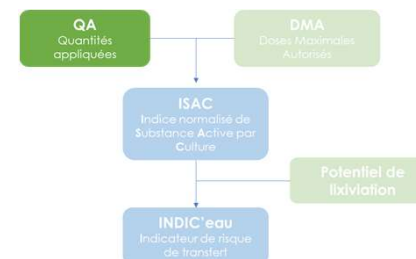 QA
Quantités
appliquées
DMA
Doses Maximales
Autorisés
ISAC
Indice normalisé de
Substance Active par
Culture
Potentiel de
lixiviation
INDIC'eau
Indicateur de risque
de transfert